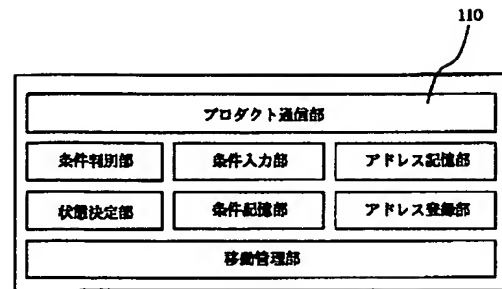 110
プロダクト通信部
条件判別部 条件入力部 アドレス記憶部
状態決定部 条件記憶部 アドレス登録部
移動管理部